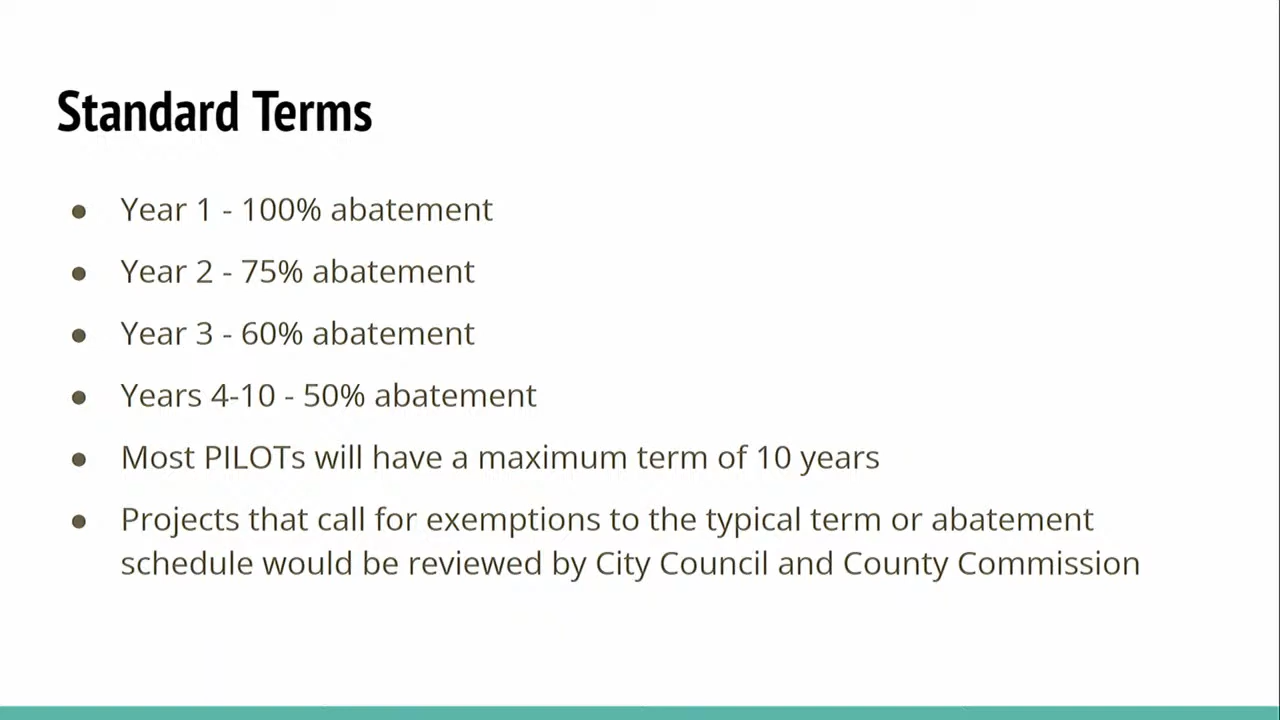 Standard Terms
● Year 1 - 100% abatement
● Year 2 - 75% abatement
● Year 3 - 60% abatement
● Years 4-10 - 50% abatement
● Most PILOTs will have a maximum term of 10 years
● Projects that call for exemptions to the typical term or abatement
schedule would be reviewed by City Council and County Commission